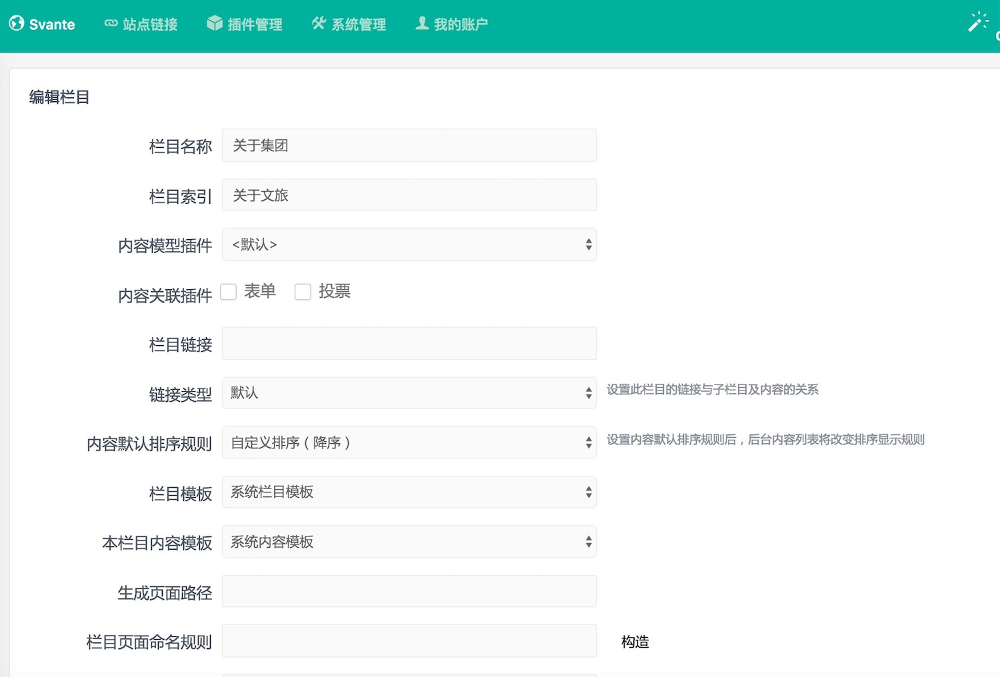 Svante 站点链接 插件管理 系统管理 我的账户
编辑栏目
栏目名称 关于集团
栏目索引 关于文旅
内容模型插件 <默认>
内容关联插件 表单 投票
栏目链接
链接类型 默认 设置此栏目的链接与子栏目及内容的关系
内容默认排序规则 自定义排序（降序） 设置内容默认排序规则后，后台内容列表将改变排序显示规则
栏目模板 系统栏目模板
本栏目内容模板 系统内容模板
生成页面路径
栏目页面命名规则 构造